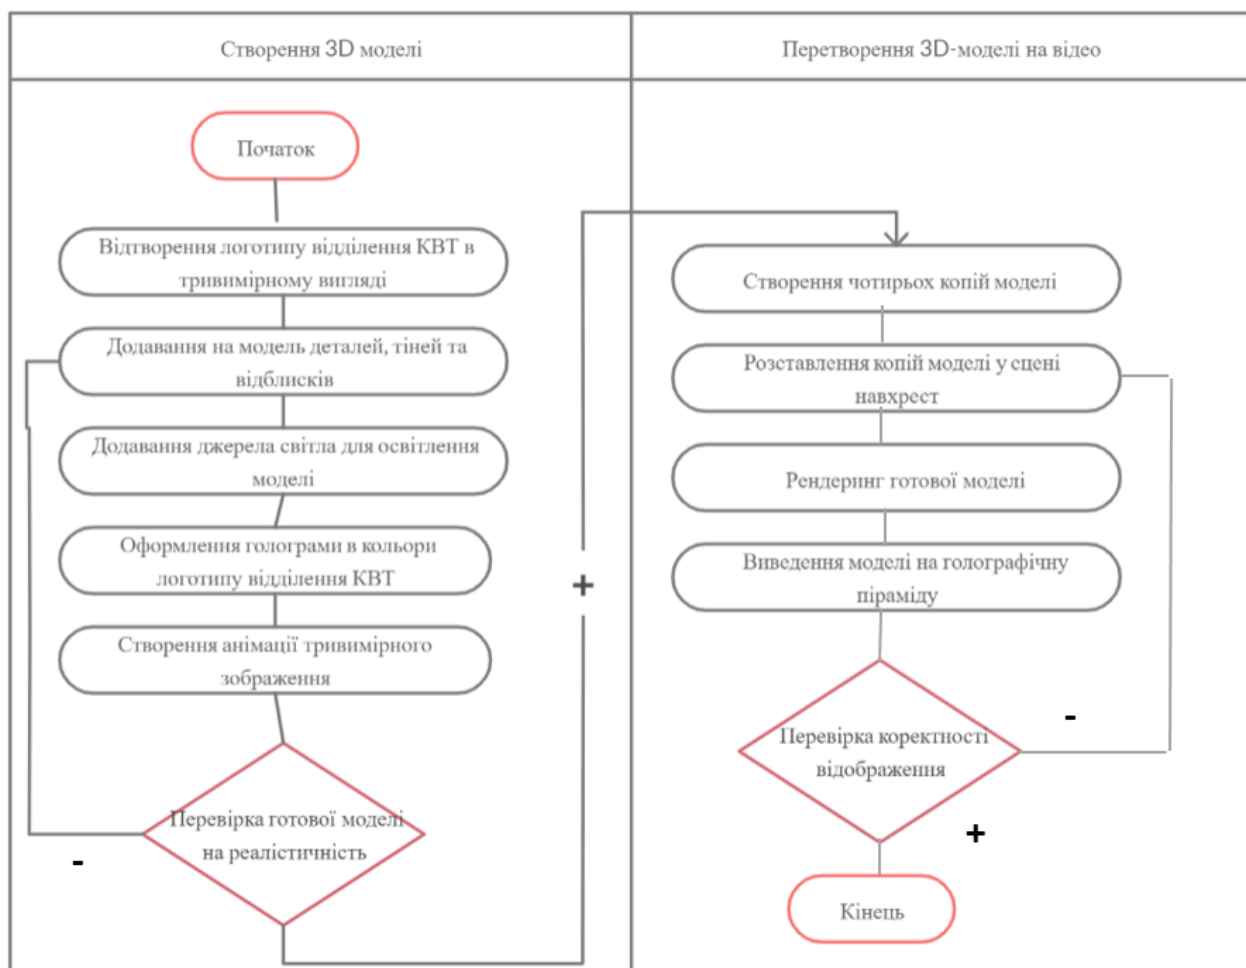 Створення 3D моделі
Перетворення 3D-моделі на відео
Початок
Відтворення логотипу відділення КВТ в
тривимірному вигляді
Додавання на модель деталей, тіней та
відблисків
Додавання джерела світла для освітлення
моделі
Оформлення голограми в кольори
логотипу відділення КВТ
Створення анімації тривимірного
зображення
Перевірка готової моделі
на реалістичність
-
+
Створення чотирьох копій моделі
Розставлення копій моделі у сцені
навхрест
Рендеринг готової моделі
Виведення моделі на голографічну
піраміду
Перевірка коректності
відображення
-
+
Кінець